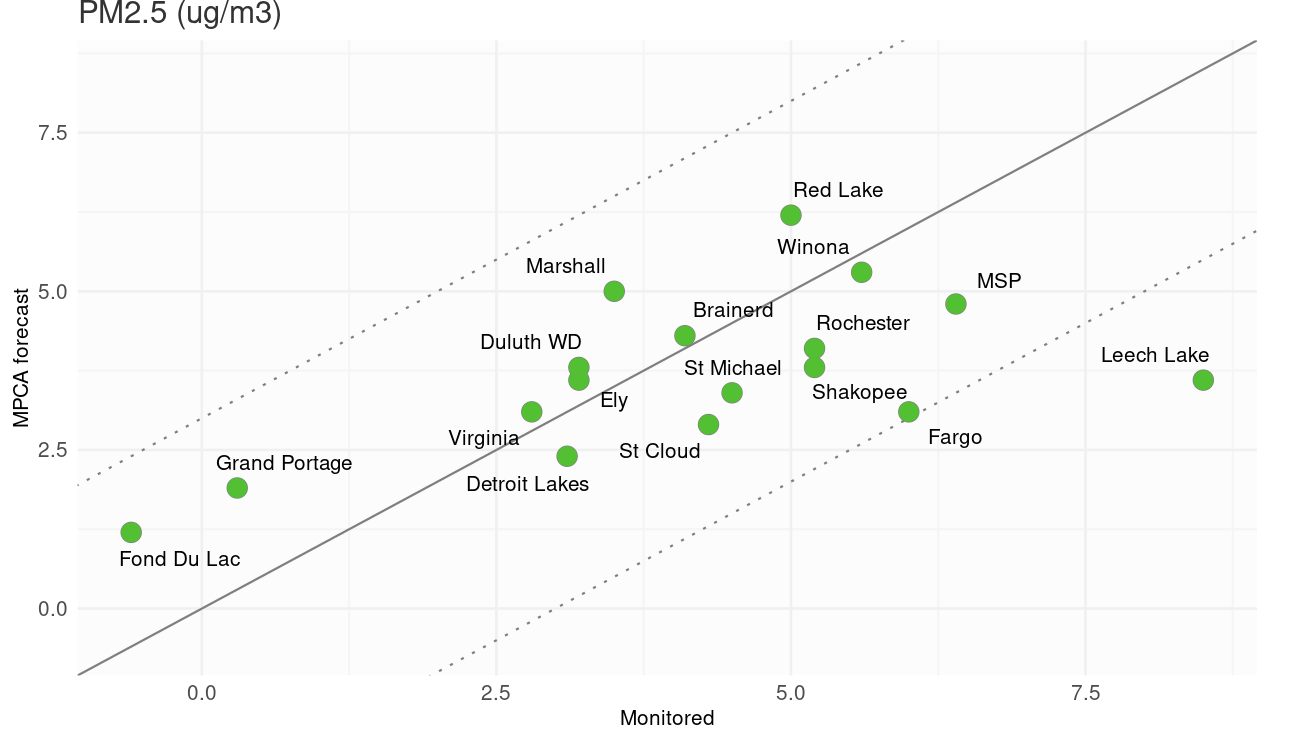 PM2.5 (ug/m3)
MPCA forecast
7.5
5.0
2.5
0.0
Red Lake
Winona
Marshall
MSP
Brainerd
Rochester
Duluth WD
Leech Lake
St Michael
Shakopee
Ely
Fargo
Virginia
St Cloud
Grand Portage
Detroit Lakes
Fond Du Lac
0.0 2.5 5.0 7.5
Monitored